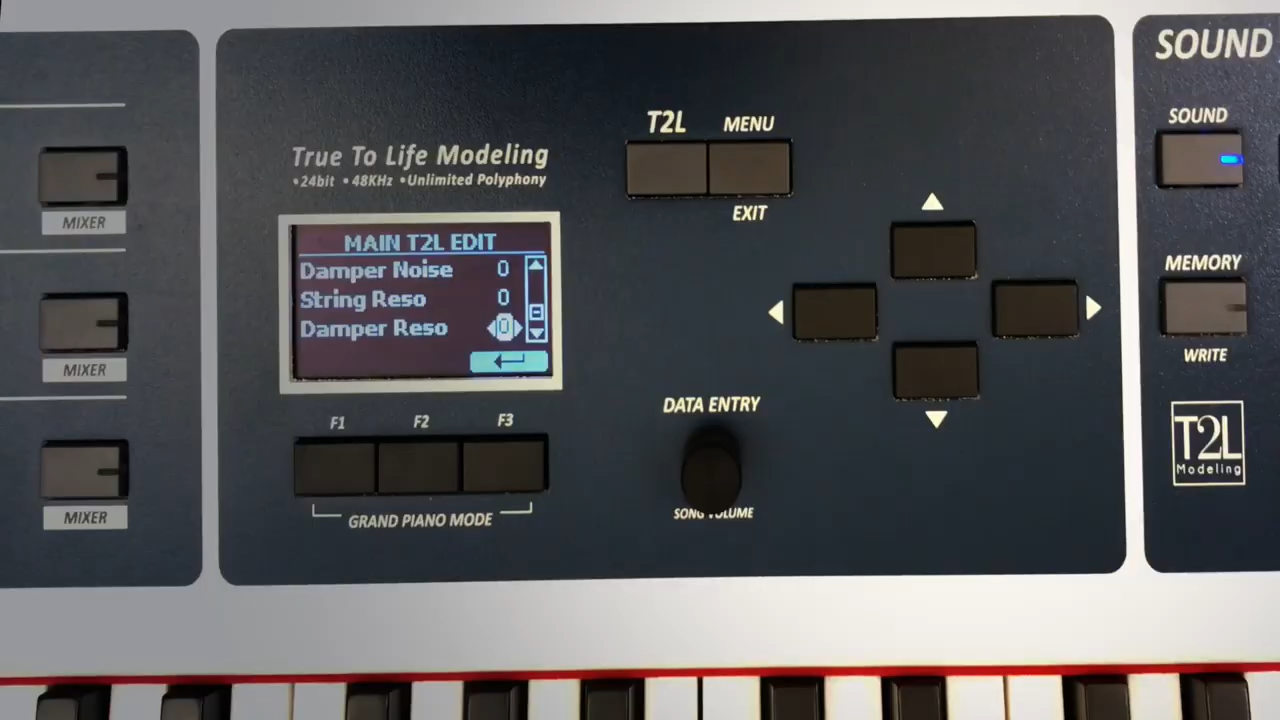 SOUND
T2L MENU
SOUND
True To Life Modeling
•24bit •48KHz •Unlimited Polyphony
EXIT
MIXER
MAIN T2L EDIT
Damper Noise 0
String Reso 0
Damper Reso 0
MEMORY
WRITE
MIXER
DATA ENTRY
F1 F2 F3
T2L
Modeling
SONG VOLUME
GRAND PIANO MODE
MIXER